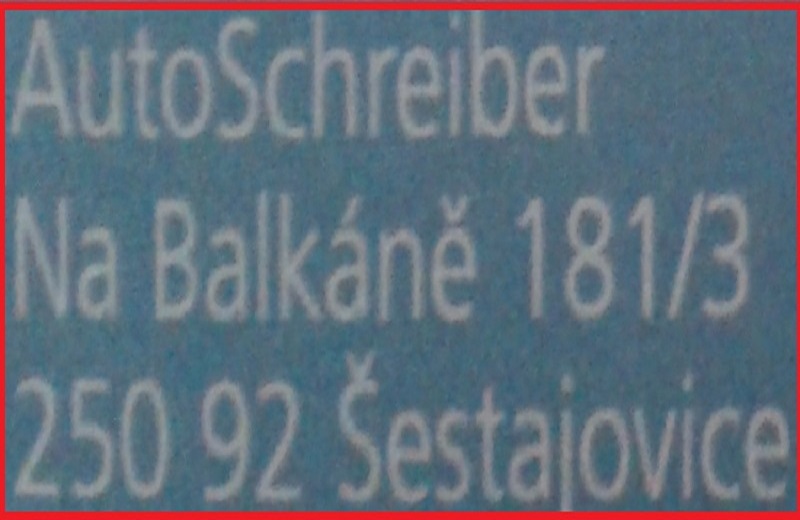 AutoSchreiber
Na Balkáně 181/3
250 92 Šestajovice